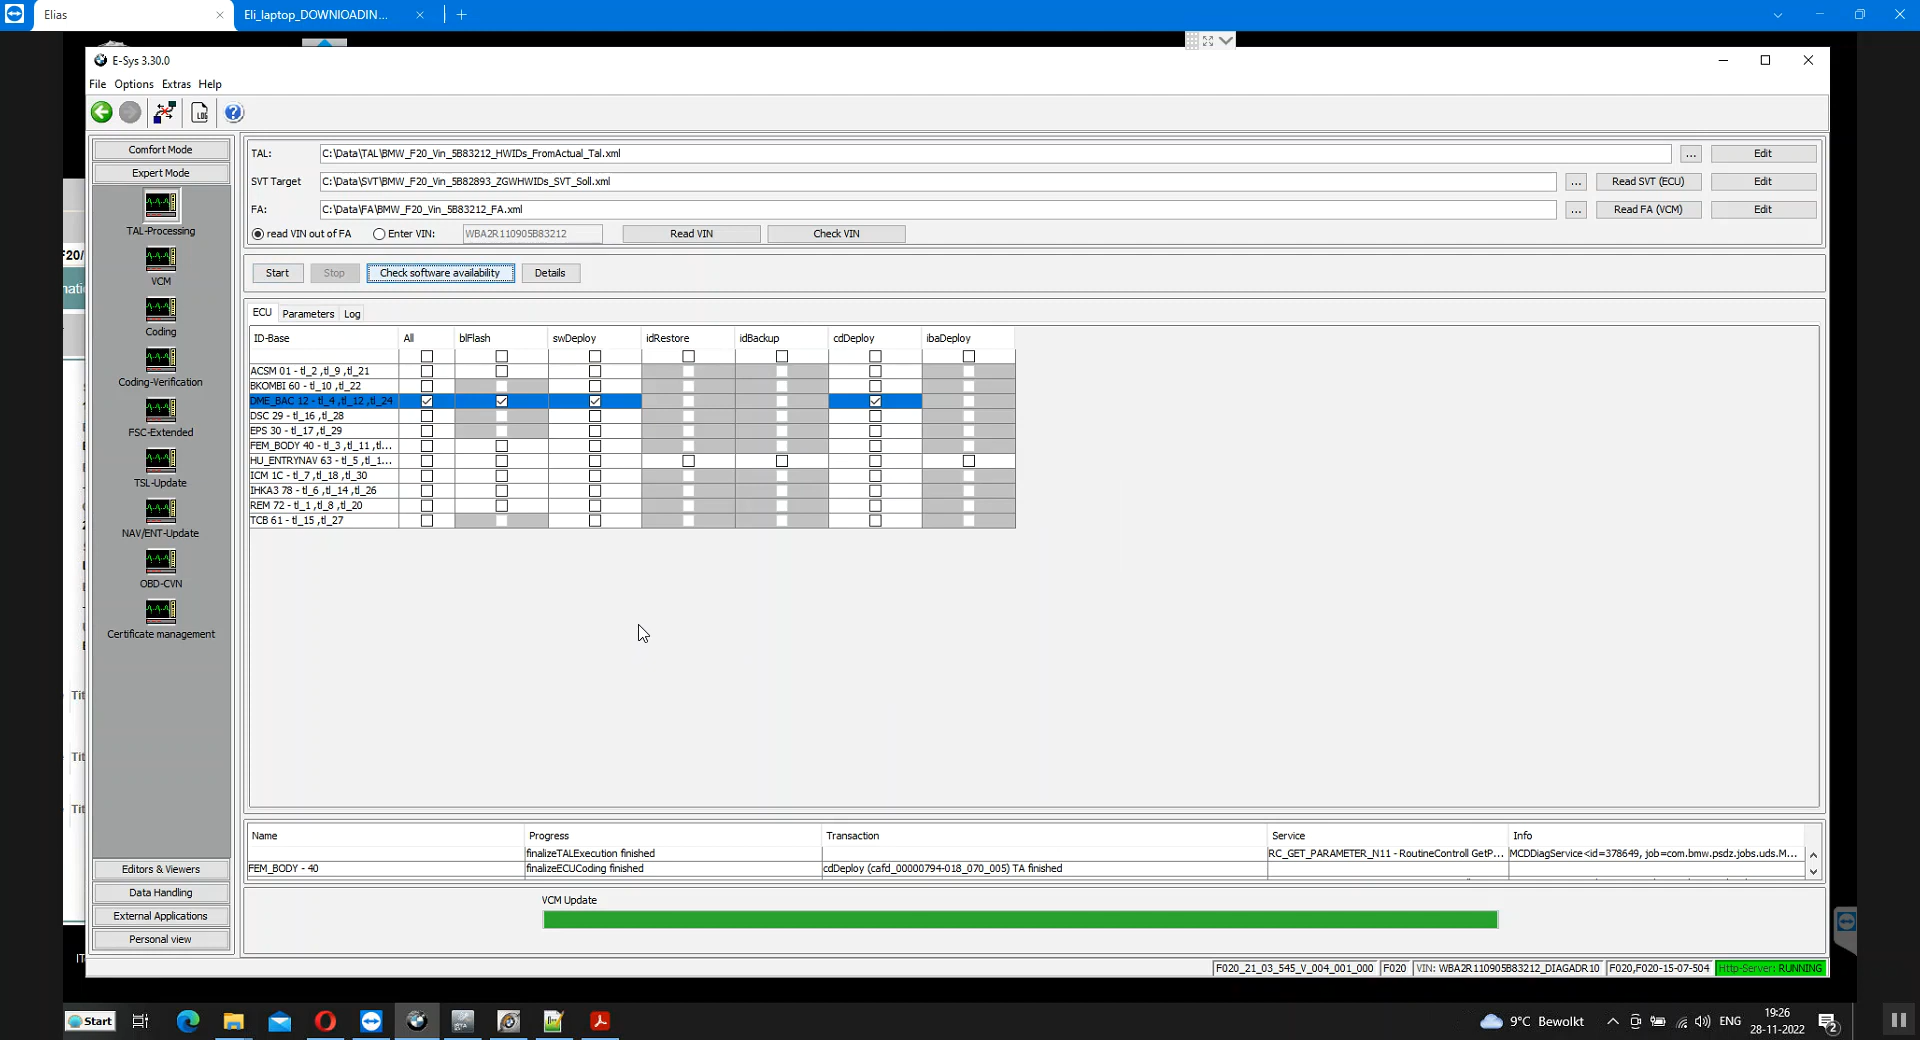 Elias
Eli_laptop_DOWNlOADIN...
E-Sys 3.30.0
File Options Extras Help
LOG
Comfort Mode
Expert Mode
TAL-Processing
VCM
Coding
Coding-Verification
FSC-Extended
TSL-Update
NAV/ENT-Update
OBD-CVN
Certificate management
Editors & Viewers
Data Handling
External Applications
Personal view
TAL: C:\Data\TAL\BMW_F20_Vin_5B83212_HWIDs_FromActual_Tal.xml ... Edit
SVT Target C:\Data\SVT\BMW_F20_Vin_5B82893_ZGWHWIDs_SVT_Soll.xml ... Read SVT (ECU) Edit
FA: C:\Data\FA\BMW_F20_Vin_5B83212_FA.xml ... Read FA (VCM) Edit
read VIN out of FA Enter VIN: WBA2R110905B83212 Read VIN Check VIN
Start Stop Check software availability Details
ECU Parameters Log
ID-Base All blFlash swDeploy idRestore idBackup cdDeploy ibaDeploy
ACSM 01 - tl_2 ,tl_9 ,tl_21
BKOMBI 60 - tl_10 ,tl_22
DME_BAC 12 - tl_4 ,tl_12 ,tl_24
DSC 29 - tl_16 ,tl_28
EPS 30 - tl_17 ,tl_29
FEM_BODY 40 - tl_3 ,tl_11 ,tl...
HU_ENTRYNAV 63 - tl_5 ,tl_1...
ICM 1C - tl_7 ,tl_18 ,tl_30
IHKA3 78 - tl_6 ,tl_14 ,tl_26
REM 72 - tl_1 ,tl_8 ,tl_20
TCB 61 - tl_15 ,tl_27
Name Progress Transaction Service Info
finalizeTALExecution finished RC_GET_PARAMETER_N11 - RoutineControll GetP... MCDDiagService<id=378649, job=com.bmw.psdz.jobs.uds.M...
FEM_BODY - 40 finalizeECUCoding finished cdDeploy (cafd_00000794-018_070_005) TA finished
VCM Update
F020_21_03_545_V_004_001_000 F020 VIN: WBA2R110905B83212_DIAGADR10 F020,F020-15-07-504 Http-Server: RUNNING
F20/
mati
Tit
Tit
Tit
Start 9°C Bewolkt ENG 19:26
28-11-2022 2